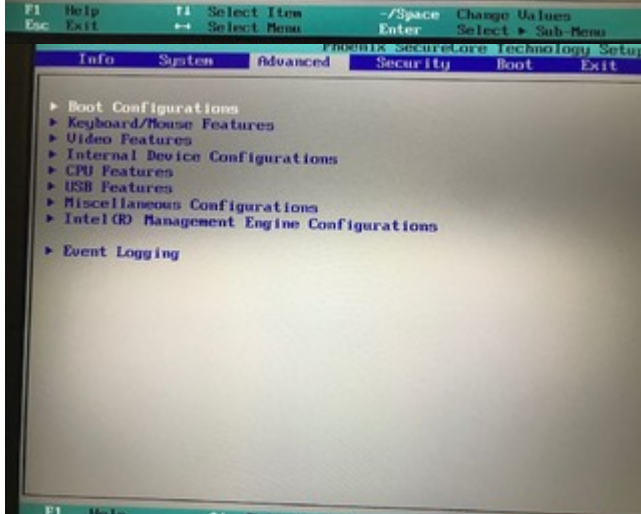 F1 Help ↑↓ Select Item -/Space Change Values
Esc Exit ↔ Select Menu Enter Select ▶ Sub-Menu
Phoenix SecureCore Technology Setup
Info System Advanced Security Boot Exit
▶ Boot Configurations
▶ Keyboard/Mouse Features
▶ Video Features
▶ Internal Device Configurations
▶ CPU Features
▶ USB Features
▶ Miscellaneous Configurations
▶ Intel(R) Management Engine Configurations
▶ Event Logging
F1 Help